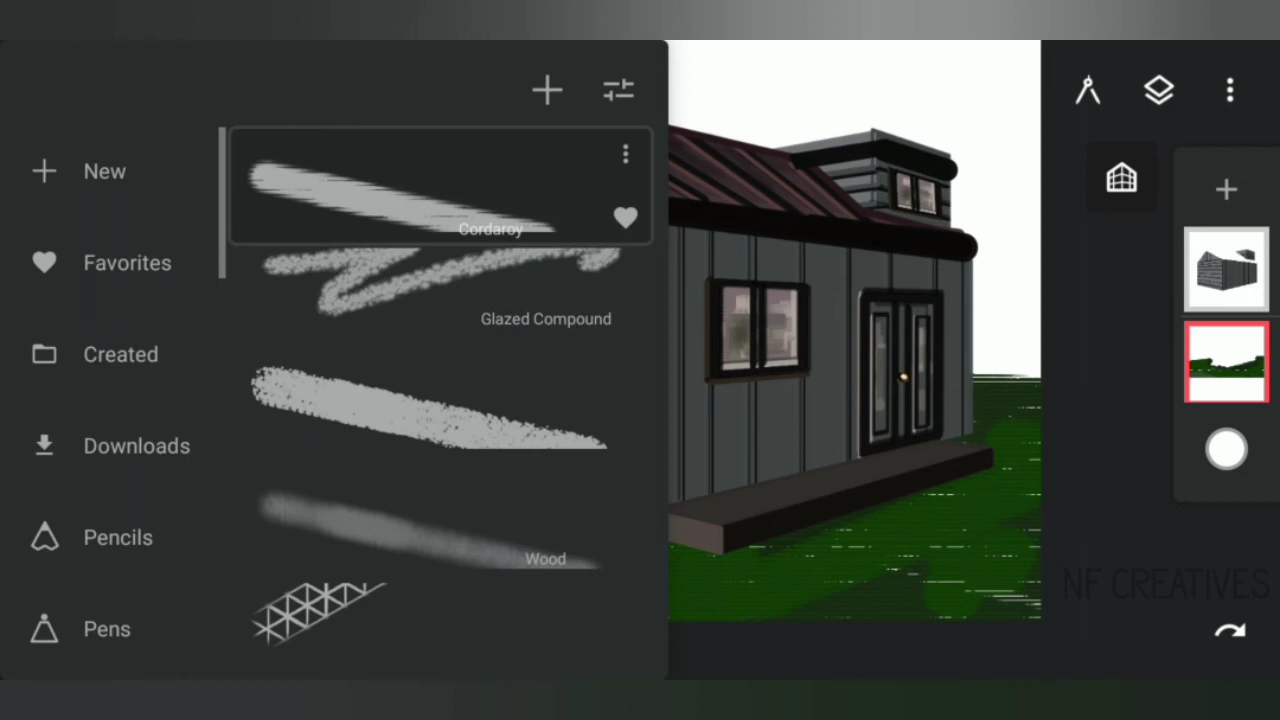 New
Favorites
Created
Downloads
Pencils
Pens
Cordaroy
Glazed Compound
Wood
NF CREATIVES